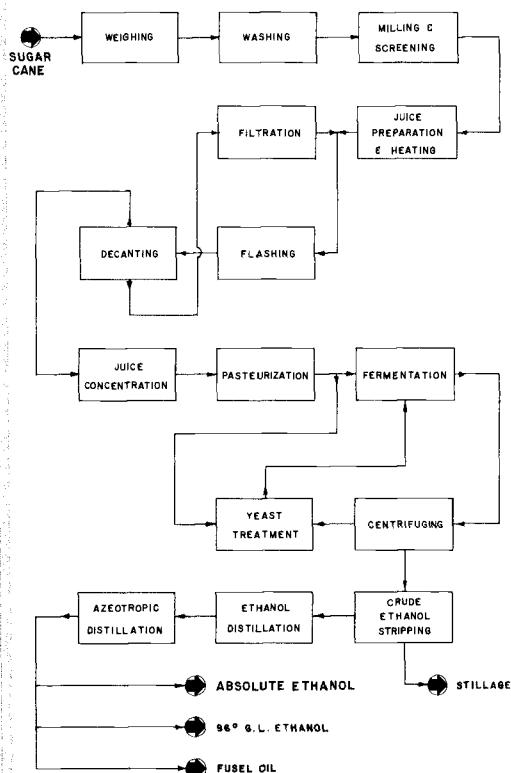 SUGAR
CANE
WEIGHING
WASHING
MILLING &
SCREENING
FILTRATION
JUICE
PREPARATION
& HEATING
DECANTING
FLASHING
JUICE
CONCENTRATION
PASTEURIZATION
FERMENTATION
YEAST
TREATMENT
CENTRIFUGING
AZEOTROPIC
DISTILLATION
ETHANOL
DISTILLATION
CRUDE
ETHANOL
STRIPPING
ABSOLUTE ETHANOL
STILLAGE
96° G.L. ETHANOL
FUSEL OIL